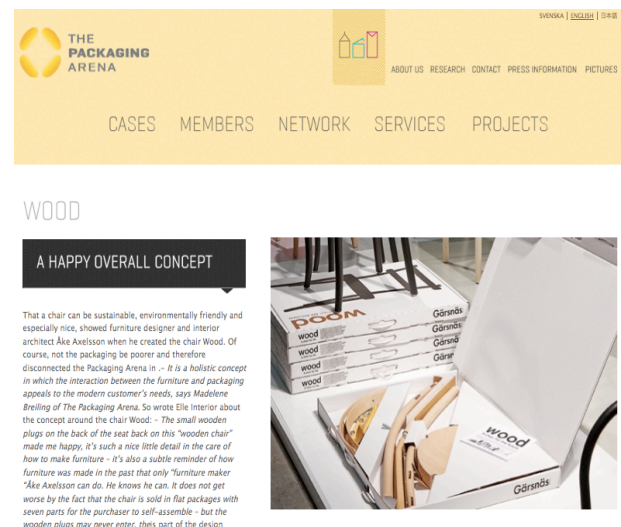 SVENSKA | ENGLISH | 日本語
THE
PACKAGING
ARENA
ABOUT US RESEARCH CONTACT PRESS INFORMATION PICTURES
CASES MEMBERS NETWORK SERVICES PROJECTS
WOOD
A HAPPY OVERALL CONCEPT
That a chair can be sustainable, environmentally friendly and
especially nice, showed furniture designer and interior
architect Åke Axelsson when he created the chair Wood. Of
course, not the packaging be poorer and therefore
disconnected the Packaging Arena in .- It is a holistic concept
in which the interaction between the furniture and packaging
appeals to the modern customer's needs, says Madelene
Breiling of The Packaging Arena. So wrote Elle Interior about
the concept around the chair Wood: - The small wooden
plugs on the back of the seat back on this "wooden chair"
made me happy, it's such a nice little detail in the care of
how to make furniture - It's also a subtle reminder of how
furniture was made in the past that only "furniture maker
"Åke Axelsson can do. He knows he can. It does not get
worse by the fact that the chair is sold in flat packages with
seven parts for the purchaser to self-assemble - but the
wooden plugs may never enter, theis part of the design
wood
Gärsnäs
wood
Gärsnäs
wood
Gärsnäs
wood
Gärsnäs
wood
wood
Gärsnäs